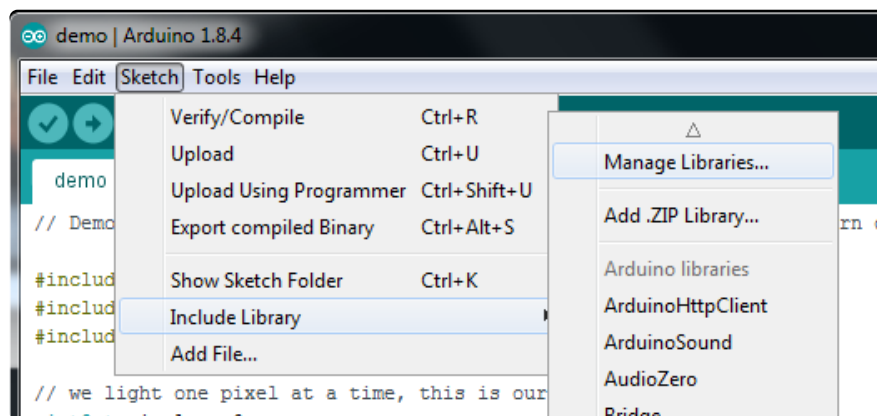 demo | Arduino 1.8.4
File Edit Sketch Tools Help
Verify/Compile Ctrl+R
Upload Ctrl+U
Upload Using Programmer Ctrl+Shift+U
Export compiled Binary Ctrl+Alt+S
Show Sketch Folder Ctrl+K
Include Library
Add File...
Manage Libraries...
Add .ZIP Library...
Arduino libraries
ArduinoHttpClient
ArduinoSound
AudioZero
Bridge
demo
// Demo
#includ
#includ
#includ
// we light one pixel at a time, this is our